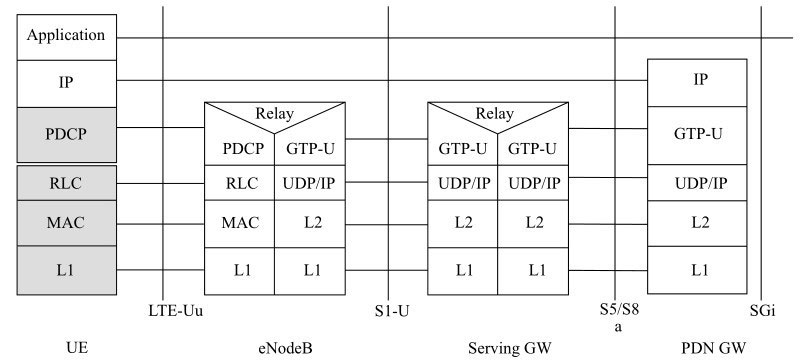 Application
IP
IP
Relay
Relay
PDCP
PDCP
GTP-U
GTP-U
GTP-U
GTP-U
RLC
RLC
UDP/IP
UDP/IP
UDP/IP
UDP/IP
MAC
MAC
L2
L2
L2
L2
L1
L1
L1
L1
L1
L1
LTE-Uu
S1-U
S5/S8
a
SGi
UE
eNodeB
Serving GW
PDN GW